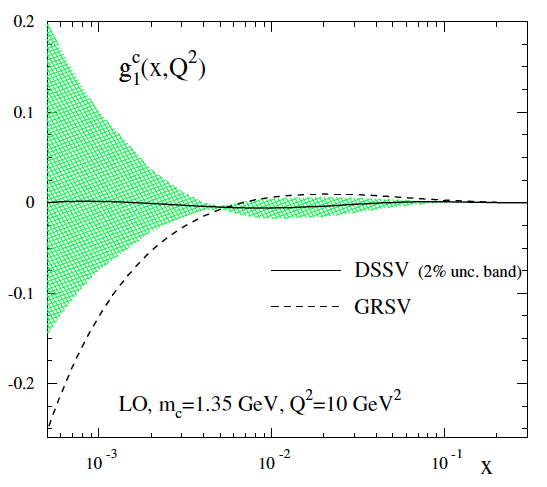 0.2
g₁ᶜ(x,Q²)
0.1
0
DSSV (2% unc. band)
-0.1
GRSV
-0.2
LO, m_c=1.35 GeV, Q²=10 GeV²
10⁻³ 10⁻² 10⁻¹ X